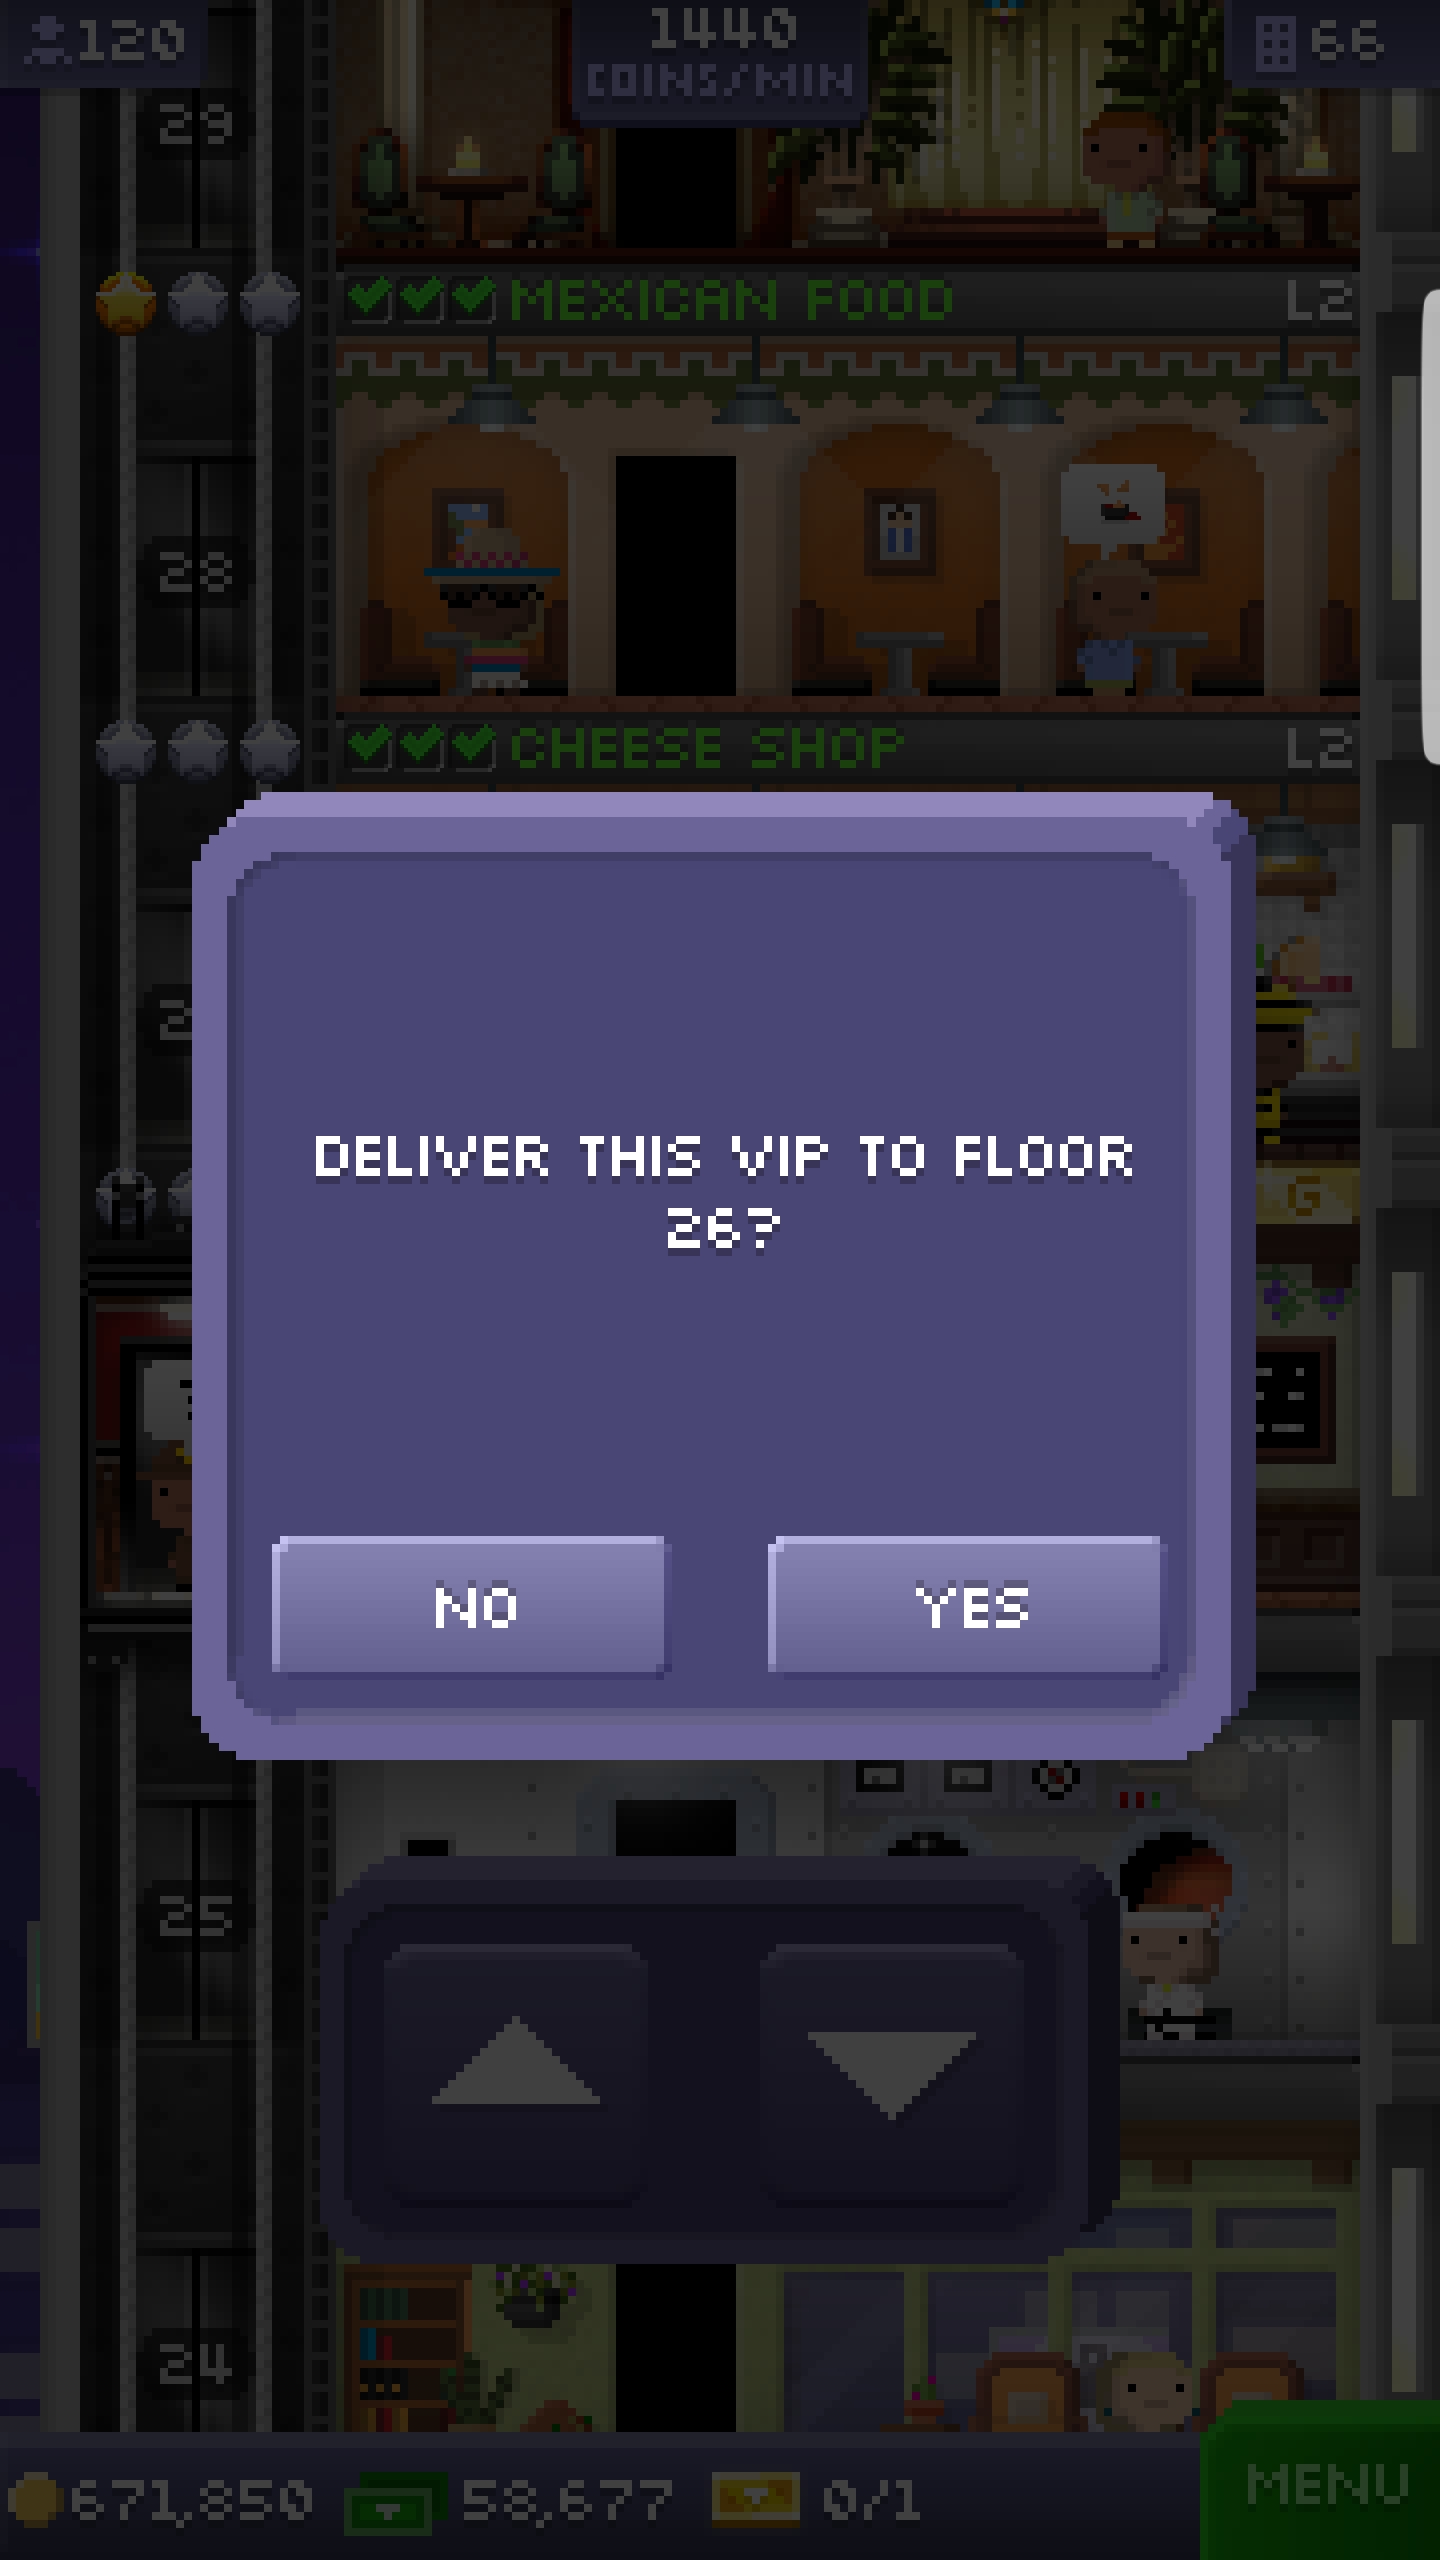 120
1440
COINS/MIN
66
29
MEXICAN FOOD
L2
28
CHEESE SHOP
L2
DELIVER THIS VIP TO FLOOR
26?
NO
YES
25
24
671,850
58,677
0/1
MENU